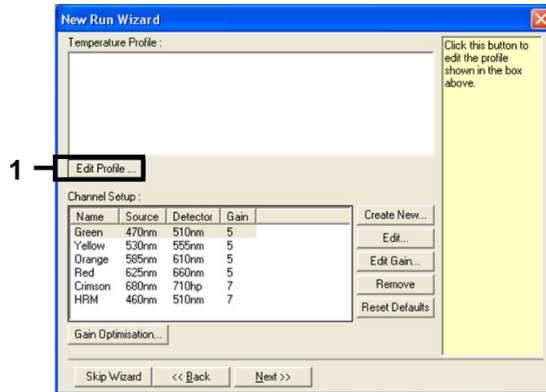 New Run Wizard
Temperature Profile :
Click this button to
edit the profile
shown in the box
above.
1
Edit Profile ...
Channel Setup :
Name Source Detector Gain
Green 470nm 510nm 5
Yellow 530nm 555nm 5
Orange 585nm 610nm 5
Red 625nm 660nm 5
Crimson 680nm 710hp 7
HRM 460nm 510nm 7
Create New...
Edit...
Edit Gain...
Remove
Reset Defaults
Gain Optimisation...
Skip Wizard << Back Next >>